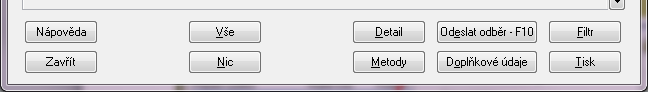 Nápověda Vše Detail Odeslat odběr - F10 Filtr
Zavřít Nic Metody Doplňkové údaje Tisk